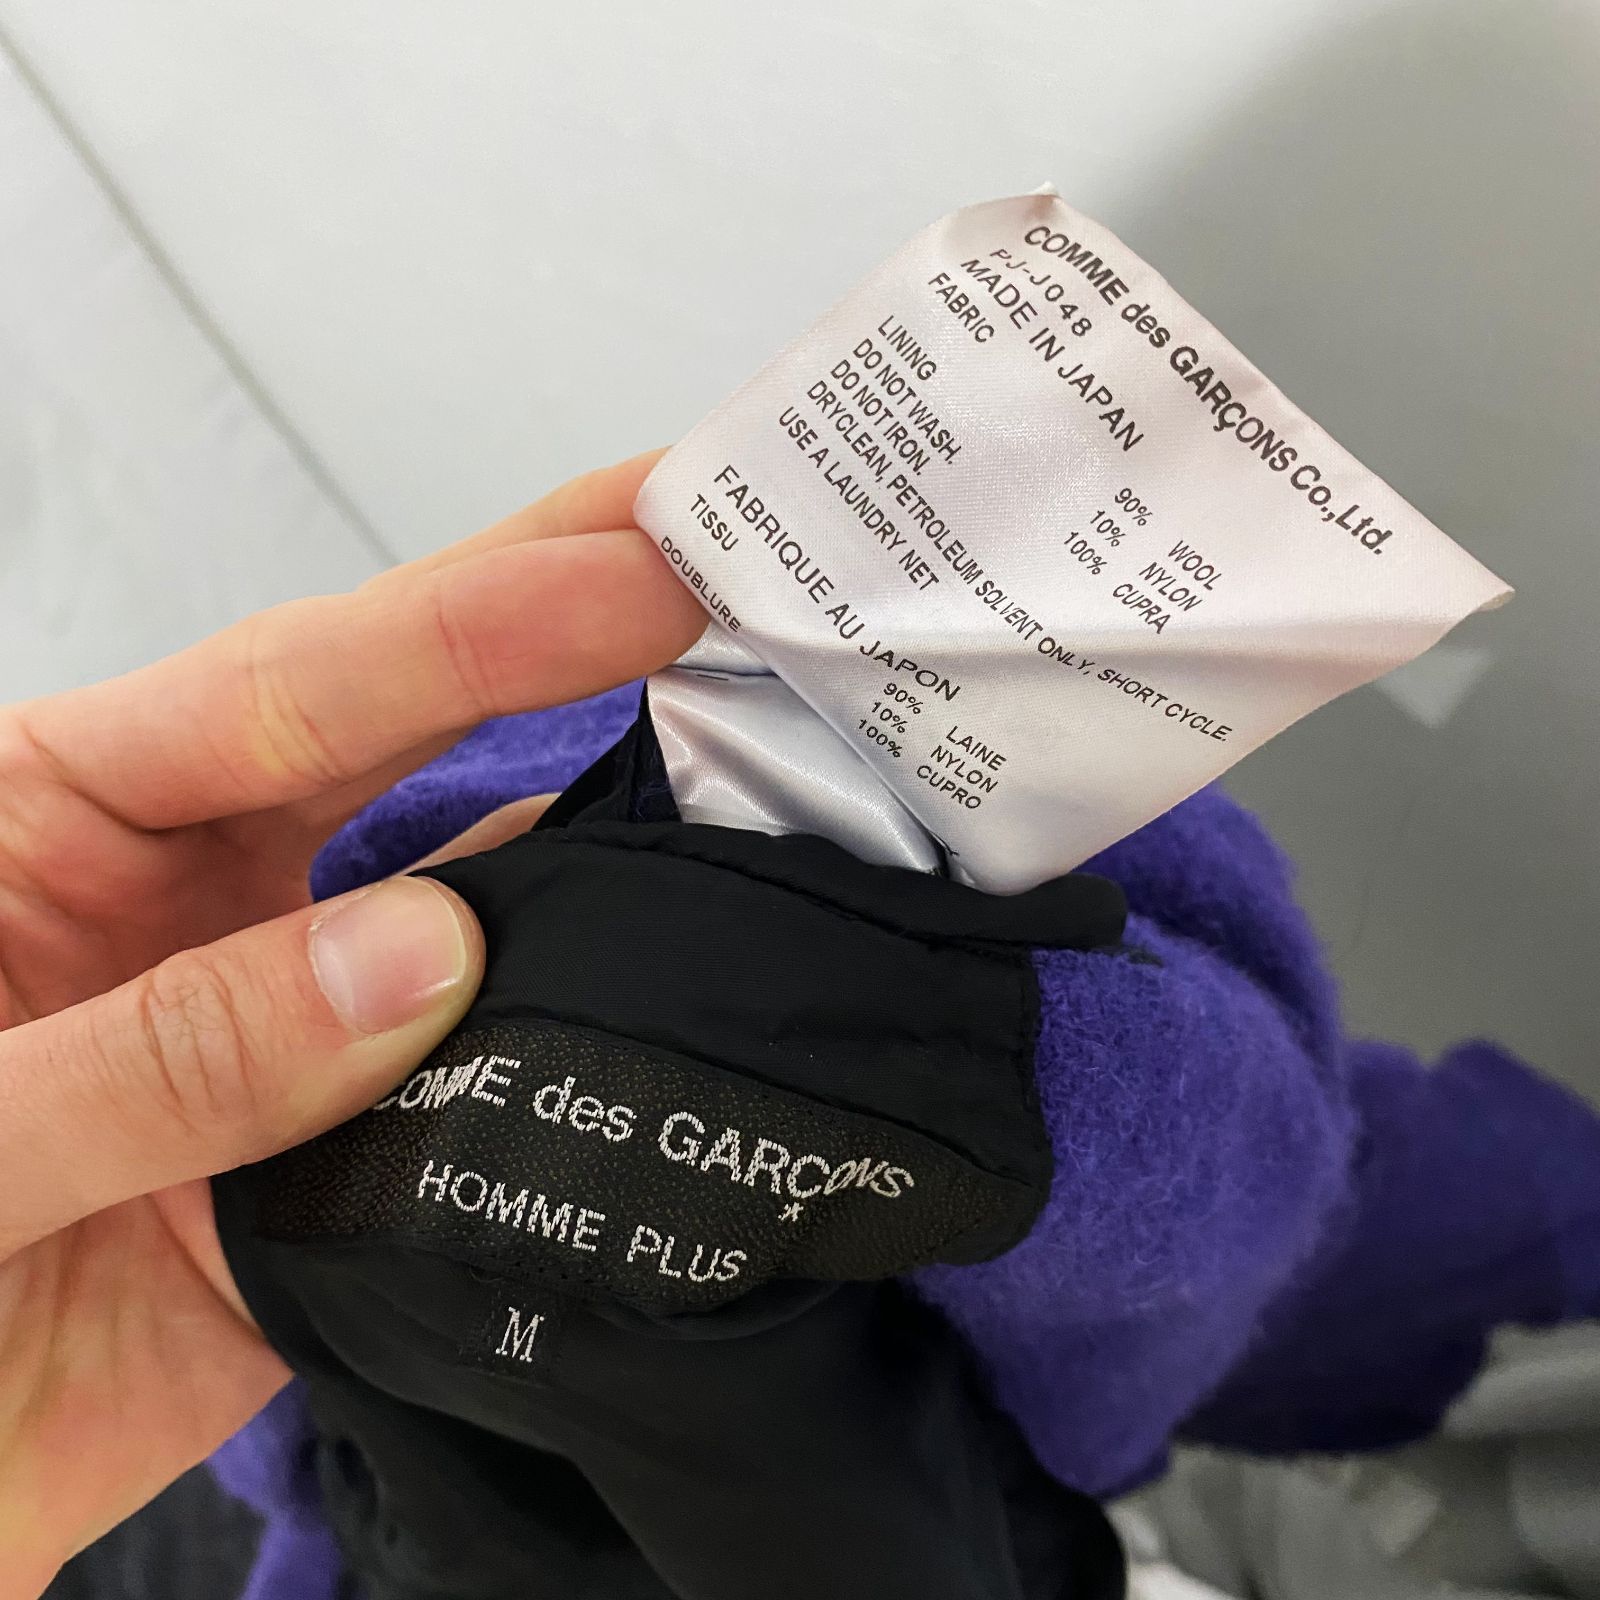 COMME des GARÇONS Co., Ltd.
PJ-J048
MADE IN JAPAN
FABRIC 90% WOOL
10% NYLON
LINING 100% CUPRA
DO NOT WASH.
DO NOT IRON.
DRYCLEAN, PETROLEUM SOLVENT ONLY, SHORT CYCLE.
USE A LAUNDRY NET
FABRIQUE AU JAPON
TISSU 90% LAINE
10% NYLON
DOUBLURE 100% CUPRO
COMME des GARÇONS
HOMME PLUS
M